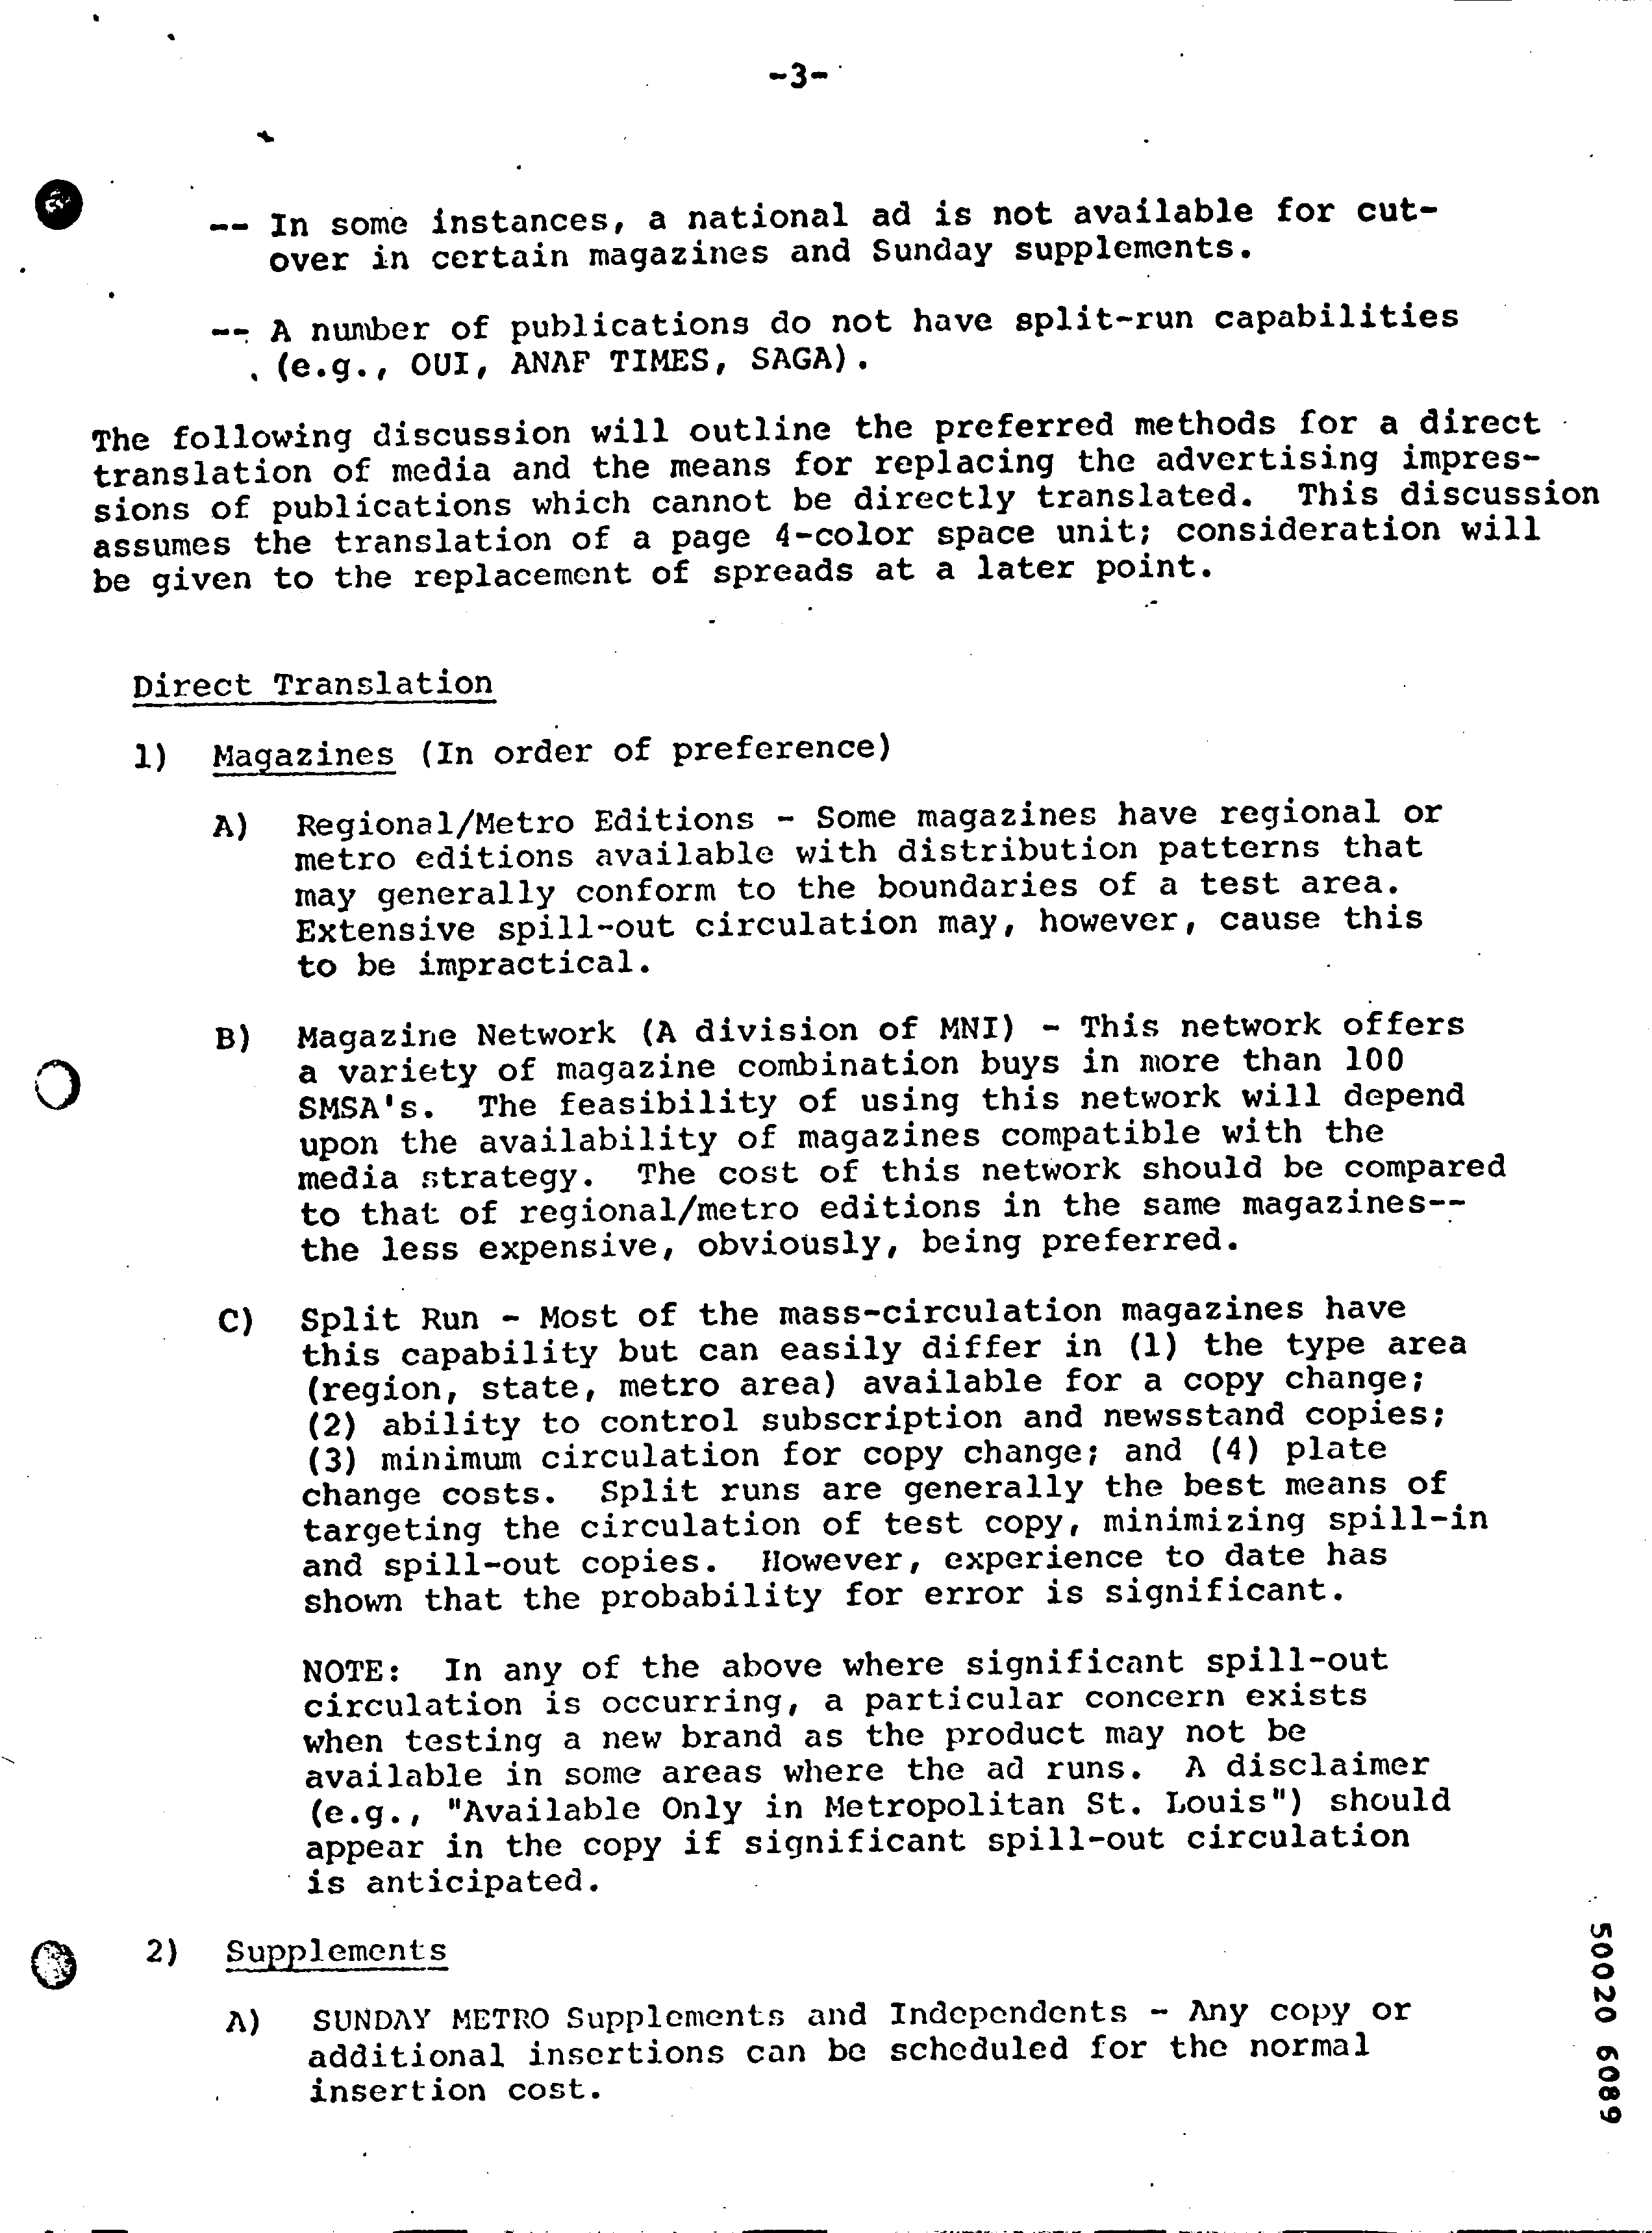 -3-
-- In some instances, a national ad is not available for cut-
over in certain magazines and Sunday supplements.
-- A number of publications do not have split-run capabilities
(e.g., OUI, ANAF TIMES, SAGA).
The following discussion will outline the preferred methods for a direct
translation of media and the means for replacing the advertising impres-
sions of publications which cannot be directly translated. This discussion
assumes the translation of a page 4-color space unit; consideration will
be given to the replacement of spreads at a later point.
Direct Translation
1) Magazines (In order of preference)
A) Regional/Metro Editions - Some magazines have regional or
metro editions available with distribution patterns that
may generally conform to the boundaries of a test area.
Extensive spill-out circulation may, however, cause this
to be impractical.
B) Magazine Network (A division of MNI) - This network offers
a variety of magazine combination buys in more than 100
SMSA's. The feasibility of using this network will depend
upon the availability of magazines compatible with the
media strategy. The cost of this network should be compared
to that of regional/metro editions in the same magazines--
the less expensive, obviously, being preferred.
C) Split Run - Most of the mass-circulation magazines have
this capability but can easily differ in (1) the type area
(region, state, metro area) available for a copy change;
(2) ability to control subscription and newsstand copies;
(3) minimum circulation for copy change; and (4) plate
change costs. Split runs are generally the best means of
targeting the circulation of test copy, minimizing spill-in
and spill-out copies. However, experience to date has
shown that the probability for error is significant.
NOTE: In any of the above where significant spill-out
circulation is occurring, a particular concern exists
when testing a new brand as the product may not be
available in some areas where the ad runs. A disclaimer
(e.g., "Available Only in Metropolitan St. Louis") should
appear in the copy if significant spill-out circulation
is anticipated.
2) Supplements
A) SUNDAY METRO Supplements and Independents - Any copy or
additional insertions can be scheduled for the normal
insertion cost.
50020 6089